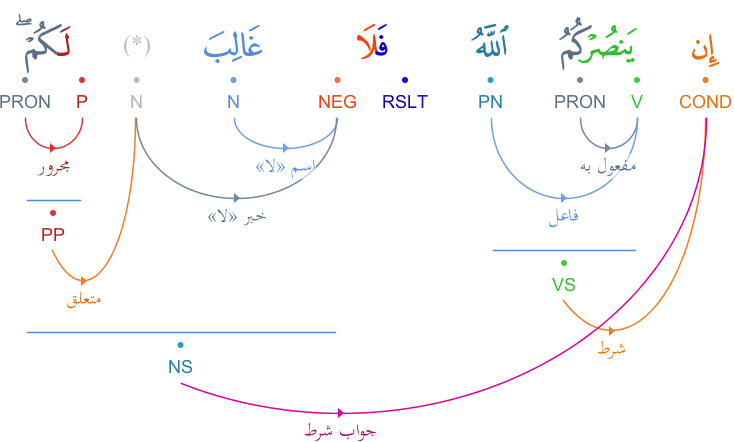 إِن يَنصُرْكُمُ ٱللَّهُ فَلَا غَالِبَ (*) لَكُمْ ۖ
COND V PRON PN RSLT NEG N N P PRON
مفعول به اسم «لا» مجرور
فاعل خبر «لا»
PP
VS
متعلق
شرط
NS
جواب شرط